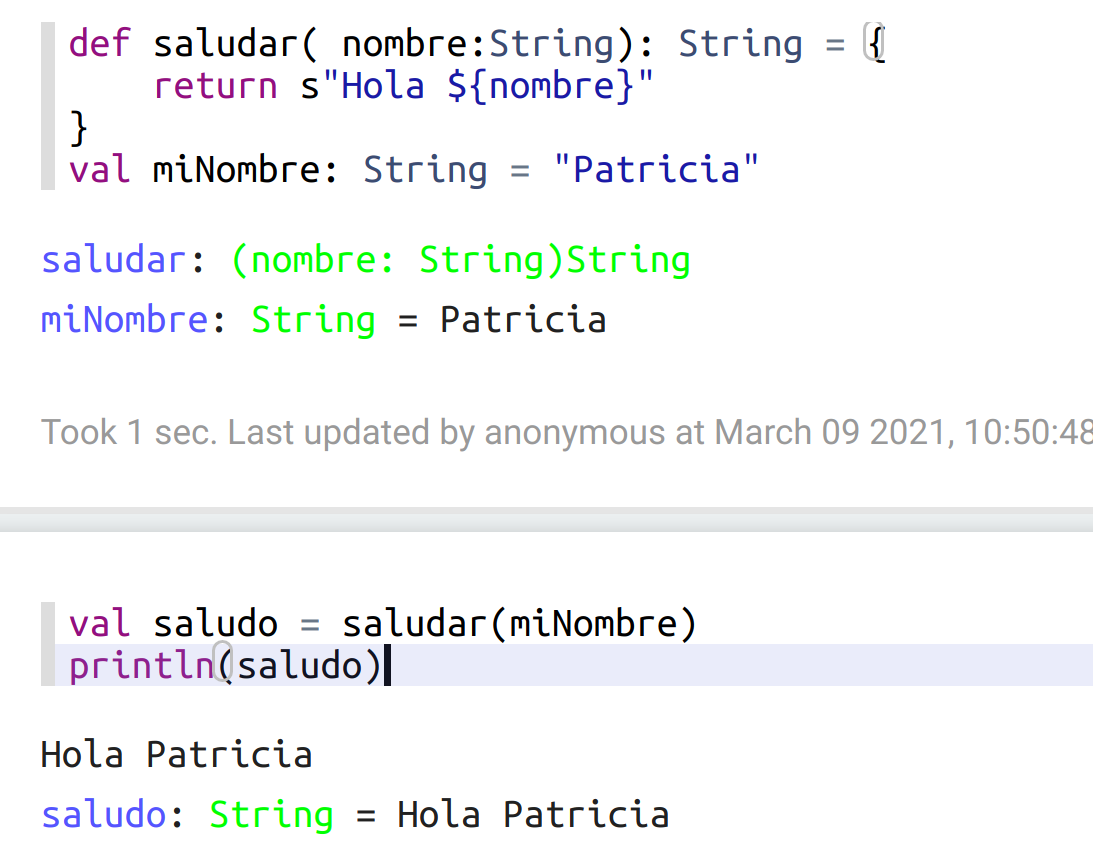 def saludar( nombre:String): String = {
    return s"Hola ${nombre}"
}
val miNombre: String = "Patricia"
saludar: (nombre: String)String
miNombre: String = Patricia
Took 1 sec. Last updated by anonymous at March 09 2021, 10:50:48
val saludo = saludar(miNombre)
println(saludo)
Hola Patricia
saludo: String = Hola Patricia